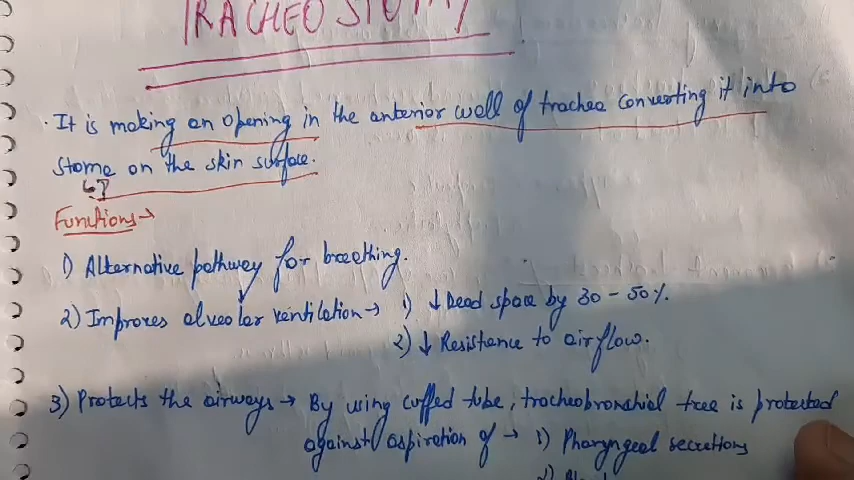 TRACHEOSTOMY
· It is making an opening in the anterior wall of trachea converting it into
stoma on the skin surface.
Functions→
1) Alternative pathway for breathing.
2) Improves alveolar ventilation→ 1) ↓ Dead space by 30-50%.
2) ↓ Resistance to airflow.
3) Protects the airways → By using cuffed tube, tracheobronchial tree is protected
against aspiration of → 1) Pharyngeal secretions
2)